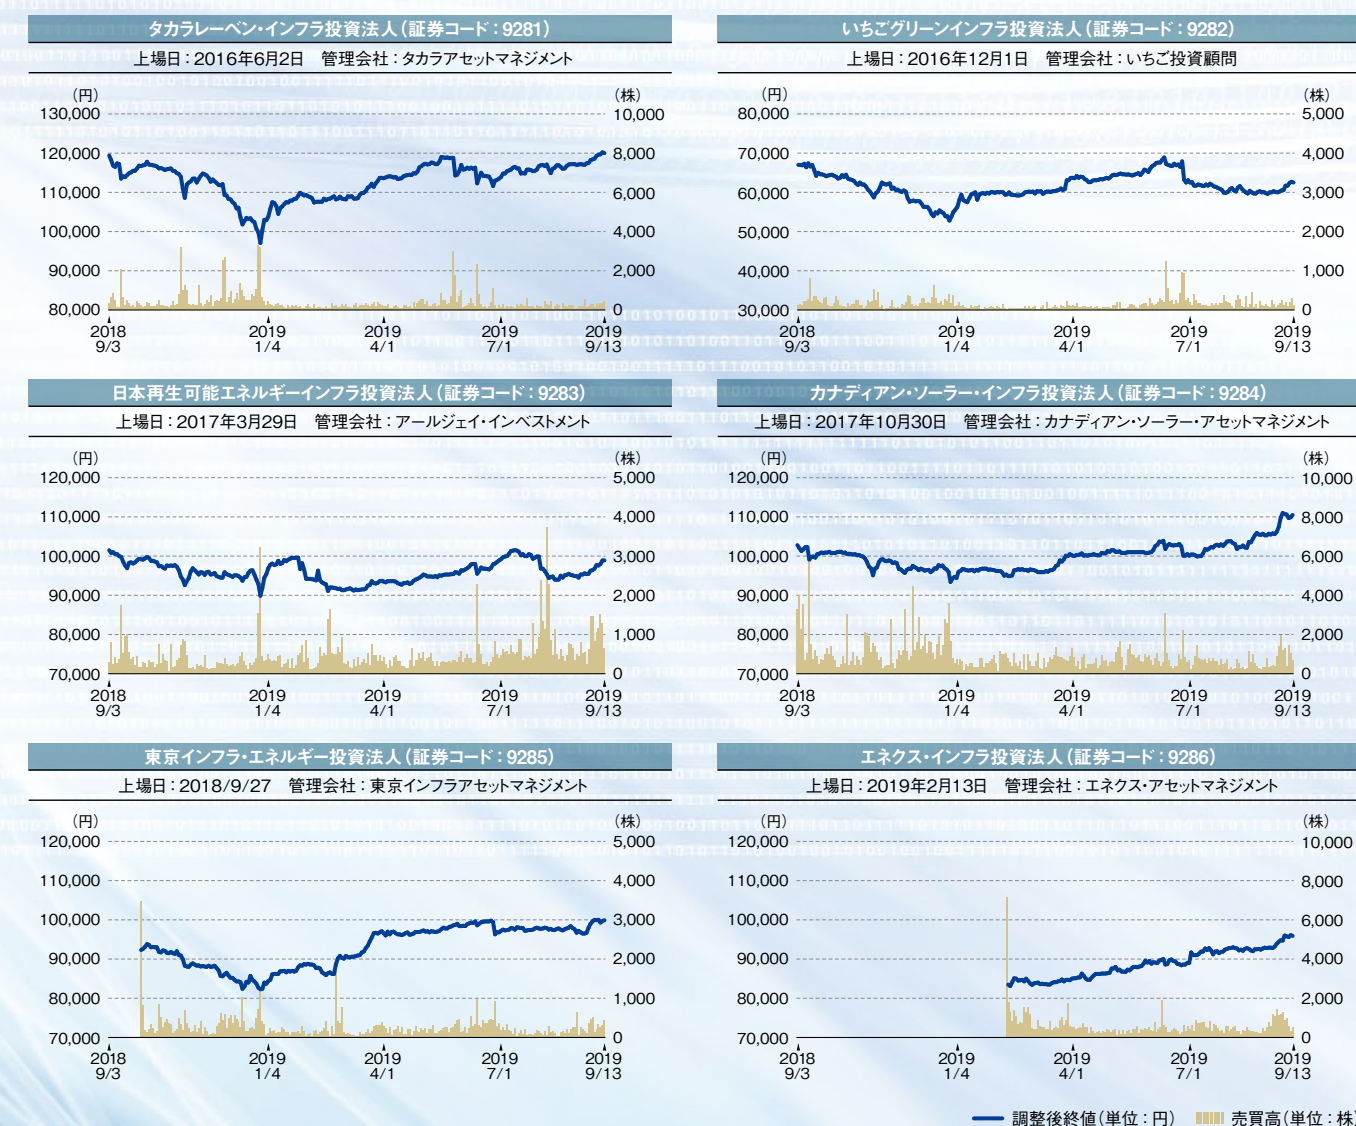 タカラレーベン・インフラ投資法人（証券コード：9281）
上場日：2016年6月2日　管理会社：タカラアセットマネジメント
（円）　（株）
130,000　10,000
120,000　8,000
110,000　6,000
100,000　4,000
90,000　2,000
80,000　0
2018　2019　2019　2019　2019
9/3　1/4　4/1　7/1　9/13
いちごグリーンインフラ投資法人（証券コード：9282）
上場日：2016年12月1日　管理会社：いちご投資顧問
（円）　（株）
80,000　5,000
70,000　4,000
60,000　3,000
50,000　2,000
40,000　1,000
30,000　0
2018　2019　2019　2019　2019
9/3　1/4　4/1　7/1　9/13
日本再生可能エネルギーインフラ投資法人（証券コード：9283）
上場日：2017年3月29日　管理会社：アールジェイ・インベストメント
（円）　（株）
120,000　5,000
110,000　4,000
100,000　3,000
90,000　2,000
80,000　1,000
70,000　0
2018　2019　2019　2019　2019
9/3　1/4　4/1　7/1　9/13
カナディアン・ソーラー・インフラ投資法人（証券コード：9284）
上場日：2017年10月30日　管理会社：カナディアン・ソーラー・アセットマネジメント
（円）　（株）
120,000　10,000
110,000　8,000
100,000　6,000
90,000　4,000
80,000　2,000
70,000　0
2018　2019　2019　2019　2019
9/3　1/4　4/1　7/1　9/13
東京インフラ・エネルギー投資法人（証券コード：9285）
上場日：2018/9/27　管理会社：東京インフラアセットマネジメント
（円）　（株）
120,000　5,000
110,000　4,000
100,000　3,000
90,000　2,000
80,000　1,000
70,000　0
2018　2019　2019　2019　2019
9/3　1/4　4/1　7/1　9/13
エネクス・インフラ投資法人（証券コード：9286）
上場日：2019年2月13日　管理会社：エネクス・アセットマネジメント
（円）　（株）
120,000　10,000
110,000　8,000
100,000　6,000
90,000　4,000
80,000　2,000
70,000　0
2018　2019　2019　2019　2019
9/3　1/4　4/1　7/1　9/13
調整後終値（単位：円）　売買高（単位：株）